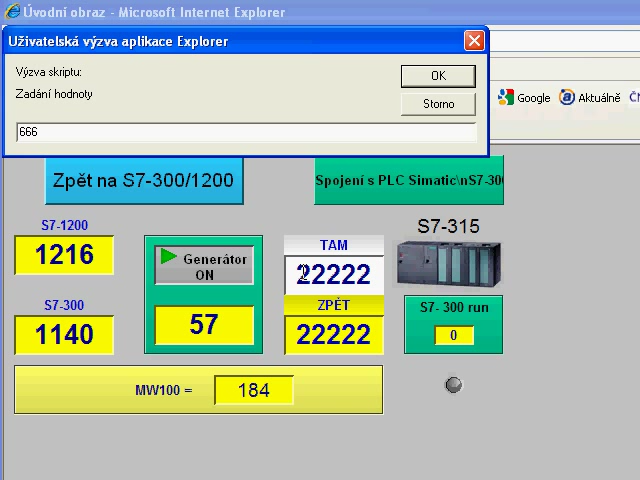 Úvodní obraz - Microsoft Internet Explorer
Uživatelská výzva aplikace Explorer
Výzva skriptu:
Zadání hodnoty
OK
Storno
666
Google
Aktuálně
Zpět na S7-300/1200
Spojení s PLC Simatic\nS7-300
S7-1200
1216
Generátor
ON
TAM
22222
S7-315
S7-300
1140
57
ZPĚT
22222
S7- 300 run
0
MW100 =
184